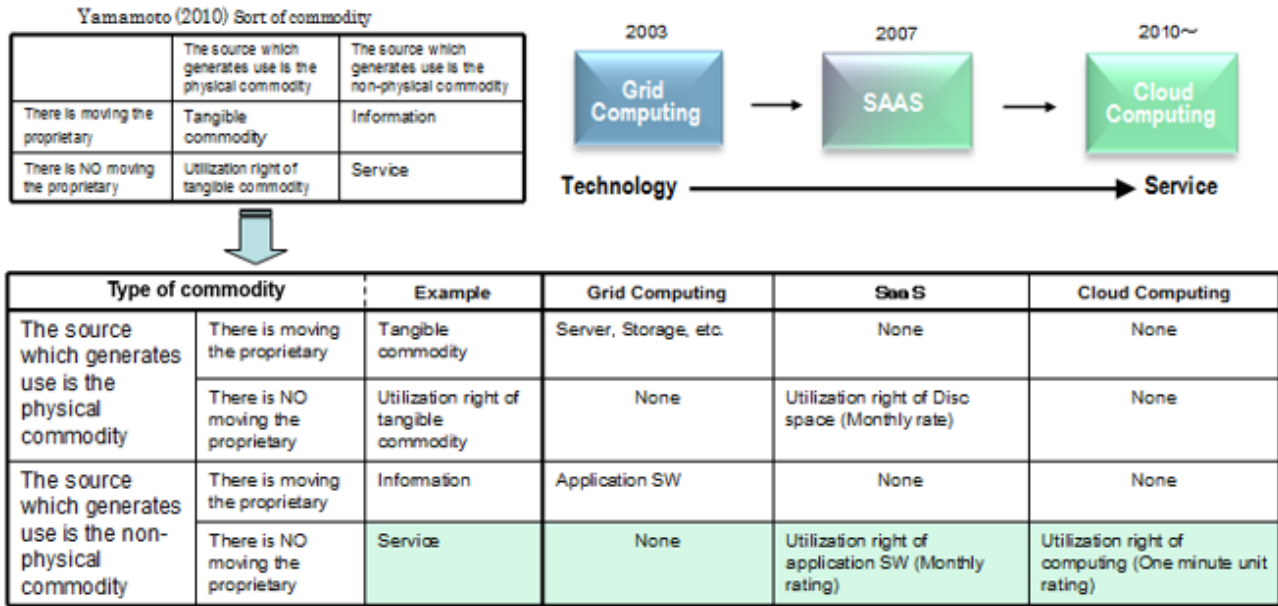 Yamamoto (2010) Sort of commodity
The source which
generates use is the
physical commodity
The source which
generates use is the
non-physical commodity
There is moving the
proprietary
Tangible
commodity
Information
There is NO moving
the proprietary
Utilization right of
tangible commodity
Service
2003
2007
2010~
Grid
Computing
SAAS
Cloud
Computing
Technology
Service
Type of commodity
Example
Grid Computing
SaaS
Cloud Computing
The source
which generates
use is the
physical
commodity
There is moving
the proprietary
Tangible
commodity
Server, Storage, etc.
None
None
There is NO
moving the
proprietary
Utilization right of
tangible
commodity
None
Utilization right of Disc
space (Monthly rate)
None
The source
which generates
use is the non-
physical
commodity
There is moving
the proprietary
Information
Application SW
None
None
There is NO
moving the
proprietary
Service
None
Utilization right of
application SW (Monthly
rating)
Utilization right of
computing (One minute unit
rating)